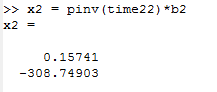 >> x2 = pinv(time22)*b2
x2 =
0.15741
-308.74903